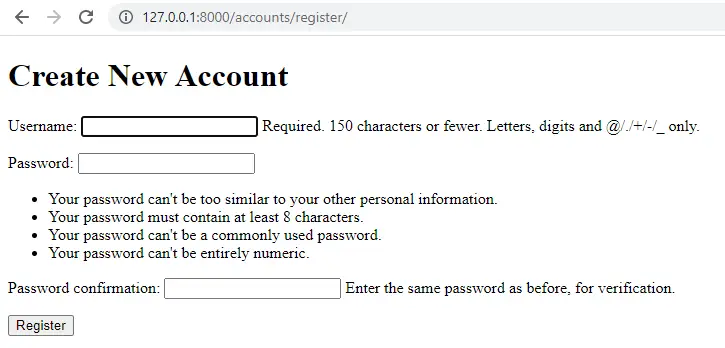 127.0.0.1:8000/accounts/register/
Create New Account
Username: Required. 150 characters or fewer. Letters, digits and @/./+/-/_ only.
Password:
Your password can't be too similar to your other personal information.
Your password must contain at least 8 characters.
Your password can't be a commonly used password.
Your password can't be entirely numeric.
Password confirmation: Enter the same password as before, for verification.
Register